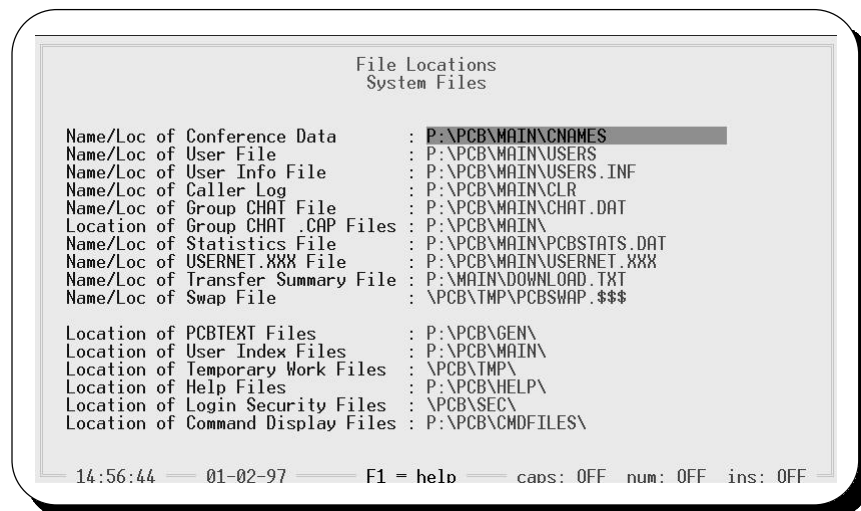 File Locations
System Files
Name/Loc of Conference Data : P:\PCB\MAIN\CNAMES
Name/Loc of User File : P:\PCB\MAIN\USERS
Name/Loc of User Info File : P:\PCB\MAIN\USERS.INF
Name/Loc of Caller Log : P:\PCB\MAIN\CLR
Name/Loc of Group CHAT File : P:\PCB\MAIN\CHAT.DAT
Location of Group CHAT .CAP Files : P:\PCB\MAIN\
Name/Loc of Statistics File : P:\PCB\MAIN\PCBSTATS.DAT
Name/Loc of USERNET.XXX File : P:\PCB\MAIN\USERNET.XXX
Name/Loc of Transfer Summary File : P:\MAIN\DOWNLOAD.TXT
Name/Loc of Swap File : \PCB\TMP\PCBSWAP.$$$
Location of PCBTEXT Files : P:\PCB\GEN\
Location of User Index Files : P:\PCB\MAIN\
Location of Temporary Work Files : \PCB\TMP\
Location of Help Files : P:\PCB\HELP\
Location of Login Security Files : \PCB\SEC\
Location of Command Display Files : P:\PCB\CMDFILES\
14:56:44 01-02-97 F1 = help caps: OFF num: OFF ins: OFF